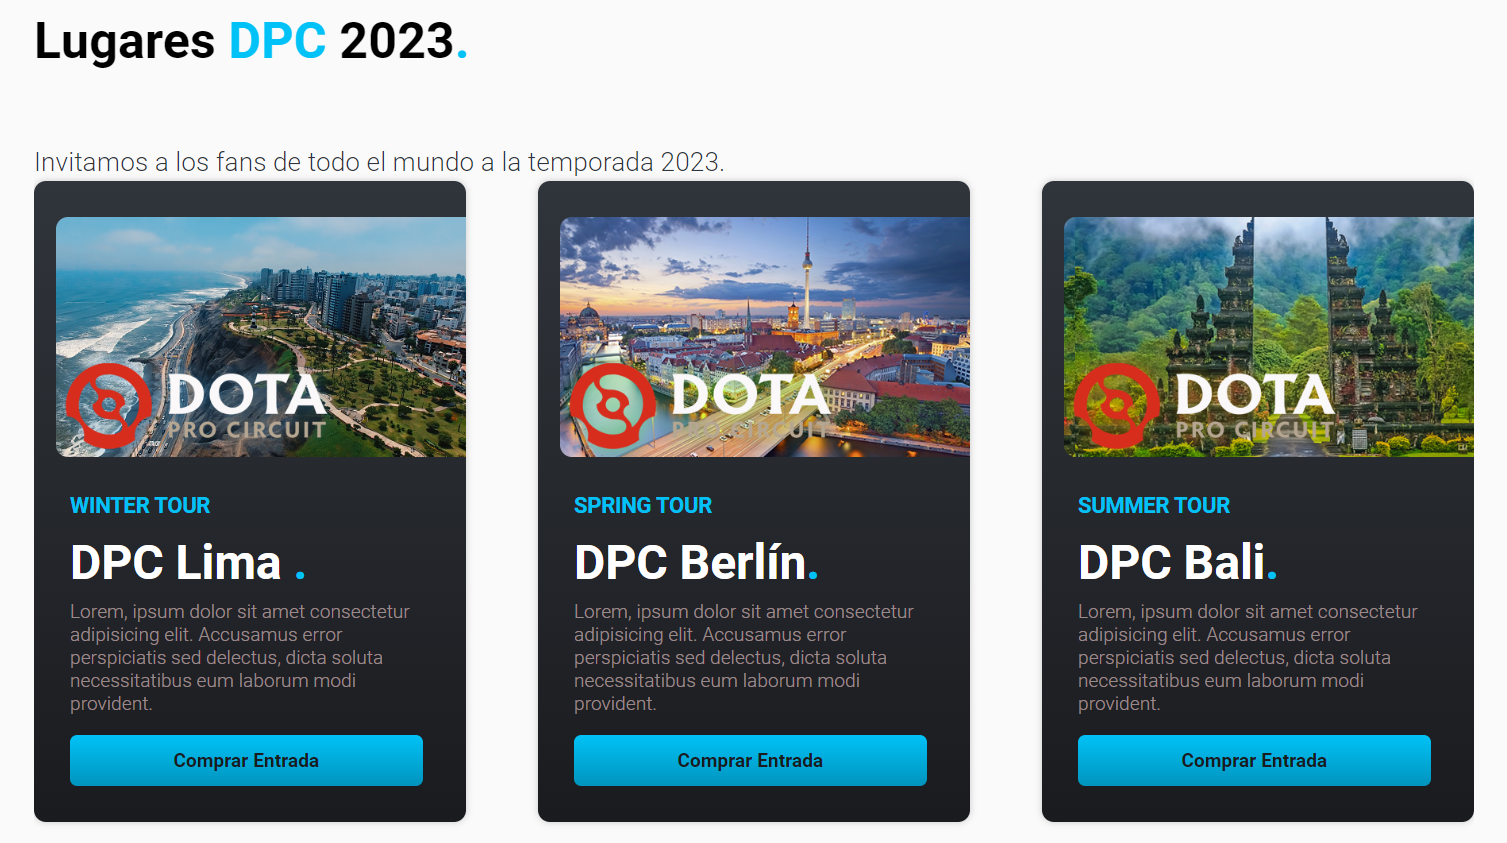 Lugares DPC 2023.
Invitamos a los fans de todo el mundo a la temporada 2023.
DOTA
PRO CIRCUIT
WINTER TOUR
DPC Lima .
Lorem, ipsum dolor sit amet consectetur
adipisicing elit. Accusamus error
perspiciatis sed delectus, dicta soluta
necessitatibus eum laborum modi
provident.
Comprar Entrada
DOTA
PRO CIRCUIT
SPRING TOUR
DPC Berlín.
Lorem, ipsum dolor sit amet consectetur
adipisicing elit. Accusamus error
perspiciatis sed delectus, dicta soluta
necessitatibus eum laborum modi
provident.
Comprar Entrada
DOTA
PRO CIRCUIT
SUMMER TOUR
DPC Bali.
Lorem, ipsum dolor sit amet consectetur
adipisicing elit. Accusamus error
perspiciatis sed delectus, dicta soluta
necessitatibus eum laborum modi
provident.
Comprar Entrada